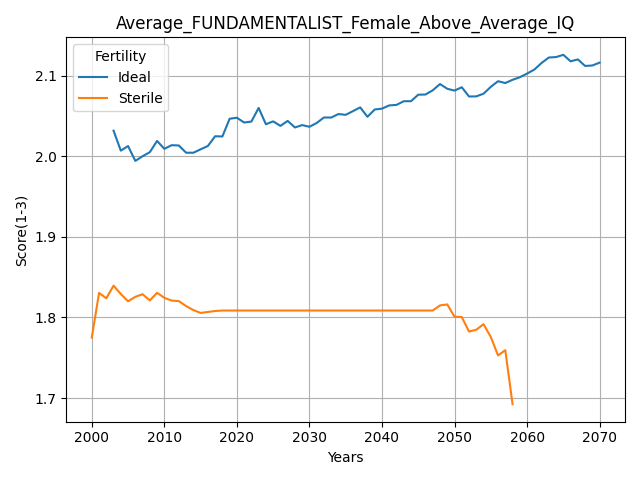 Average_FUNDAMENTALIST_Female_Above_Average_IQ
Fertility
Ideal
Sterile
Score(1-3)
2.1
2.0
1.9
1.8
1.7
2000 2010 2020 2030 2040 2050 2060 2070
Years